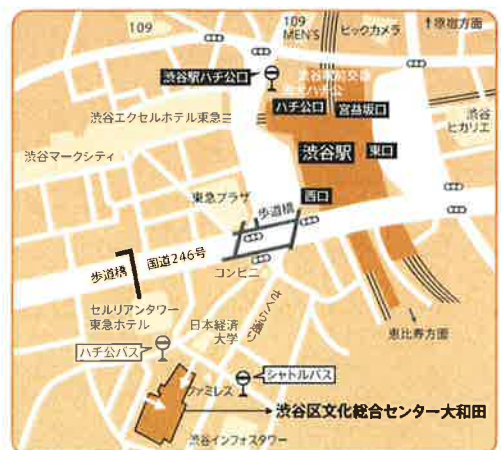 109
109
MEN'S
ビックカメラ
↑原宿方面
渋谷駅ハチ公口
ハチ公口
宮益坂口
渋谷エクセルホテル東急
渋谷
ヒカリエ
渋谷マークシティ
渋谷駅
東口
東急プラザ
西口
歩道橋
歩道橋
国道246号
コンビニ
セルリアンタワー
東急ホテル
日本経済
大学
さくら通り
恵比寿方面
ハチ公バス
シャトルバス
ファミレス
渋谷区文化総合センター大和田
渋谷インフォスタワー